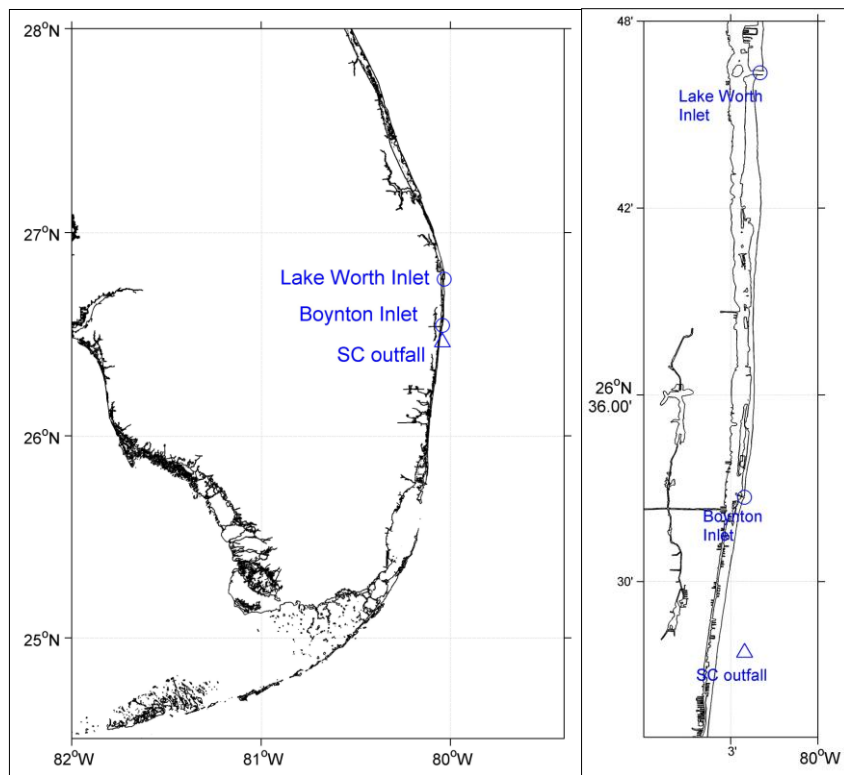 28°N
27°N
Lake Worth Inlet
Boynton Inlet
SC outfall
26°N
25°N
82°W
81°W
80°W
48'
Lake Worth
Inlet
42'
26°N
36.00'
Boynton
Inlet
30'
SC outfall
3'
80°W